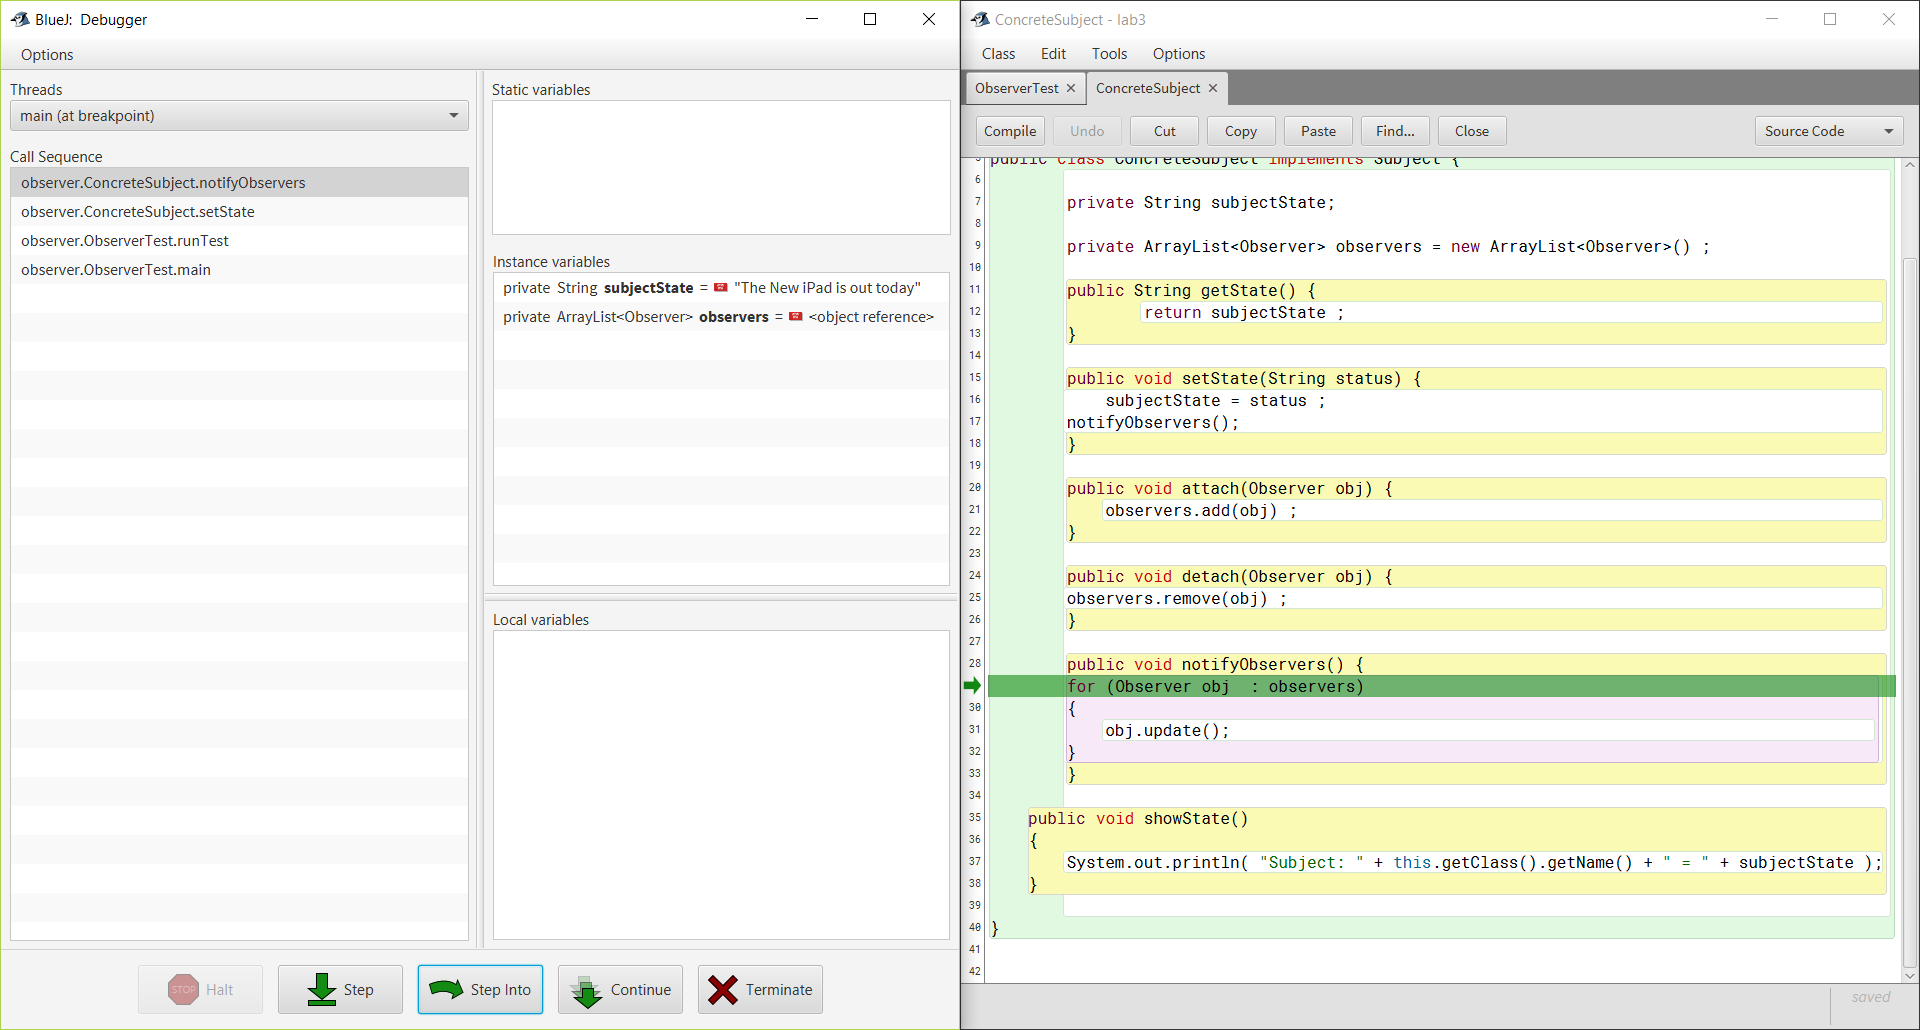 BlueJ: Debugger
Options
Threads
main (at breakpoint)
Call Sequence
observer.ConcreteSubject.notifyObservers
observer.ConcreteSubject.setState
observer.ObserverTest.runTest
observer.ObserverTest.main
Static variables
Instance variables
private String subjectState = "The New iPad is out today"
private ArrayList<Observer> observers = <object reference>
Local variables
STOP Halt
Step
Step Into
Continue
Terminate
ConcreteSubject - lab3
Class Edit Tools Options
ObserverTest ConcreteSubject
Compile Undo Cut Copy Paste Find... Close Source Code
5 public class ConcreteSubject implements Subject {
6
7 private String subjectState;
8
9 private ArrayList<Observer> observers = new ArrayList<Observer>() ;
10
11 public String getState() {
12 return subjectState ;
13 }
14
15 public void setState(String status) {
16 subjectState = status ;
17 notifyObservers();
18 }
19
20 public void attach(Observer obj) {
21 observers.add(obj) ;
22 }
23
24 public void detach(Observer obj) {
25 observers.remove(obj) ;
26 }
27
28 public void notifyObservers() {
for (Observer obj  : observers)
30 {
31 obj.update();
32 }
33 }
34
35 public void showState()
36 {
37 System.out.println( "Subject: " + this.getClass().getName() + " = " + subjectState );
38 }
39
40 }
41
42
saved